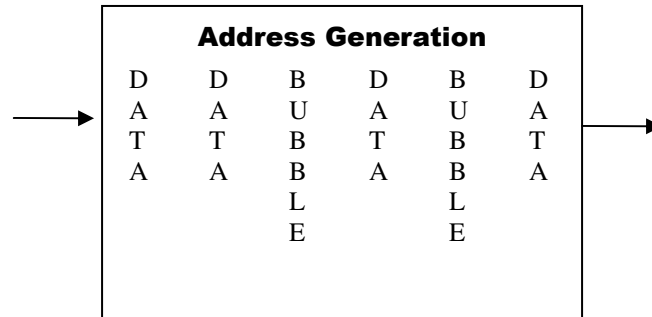 Address Generation
D D B D B D
A A U A U A
T T B T B T
A A B A B A
L L
E E